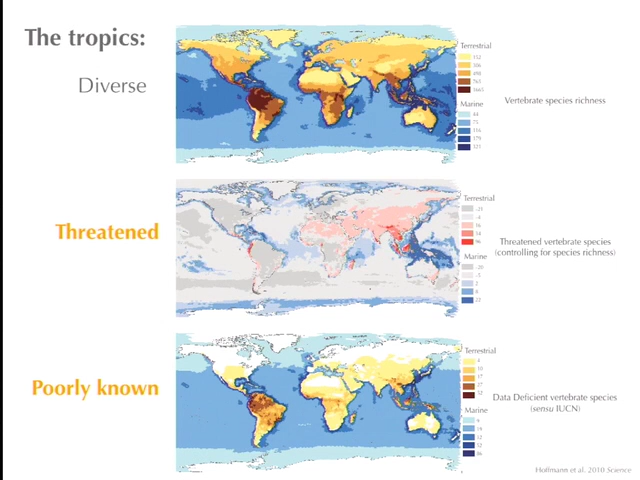 The tropics:
Diverse
Terrestrial
Marine
Vertebrate species richness
Threatened
Terrestrial
Marine
Threatened vertebrate species
(controlling for species richness)
Poorly known
Terrestrial
Marine
Data Deficient vertebrate species
(sensu IUCN)
Hoffmann et al. 2010 Science